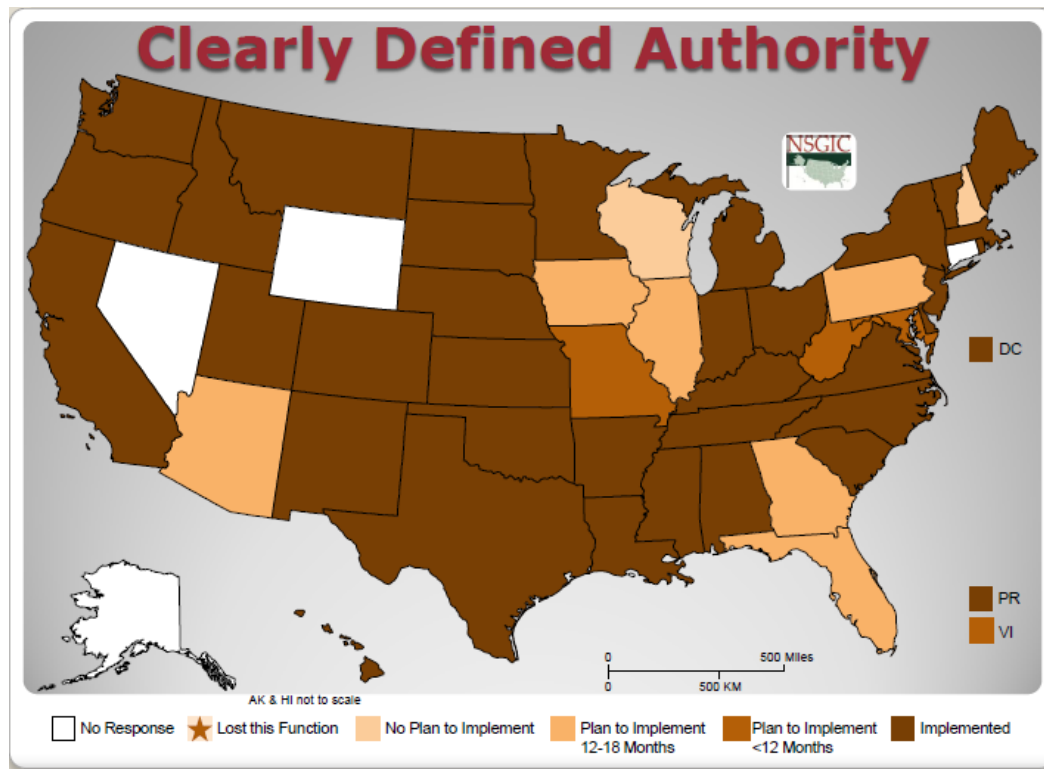 Clearly Defined Authority
NSGIC
DC
PR
VI
0 500 Miles
0 500 KM
AK & HI not to scale
No Response
Lost this Function
No Plan to Implement
Plan to Implement
12-18 Months
Plan to Implement
<12 Months
Implemented